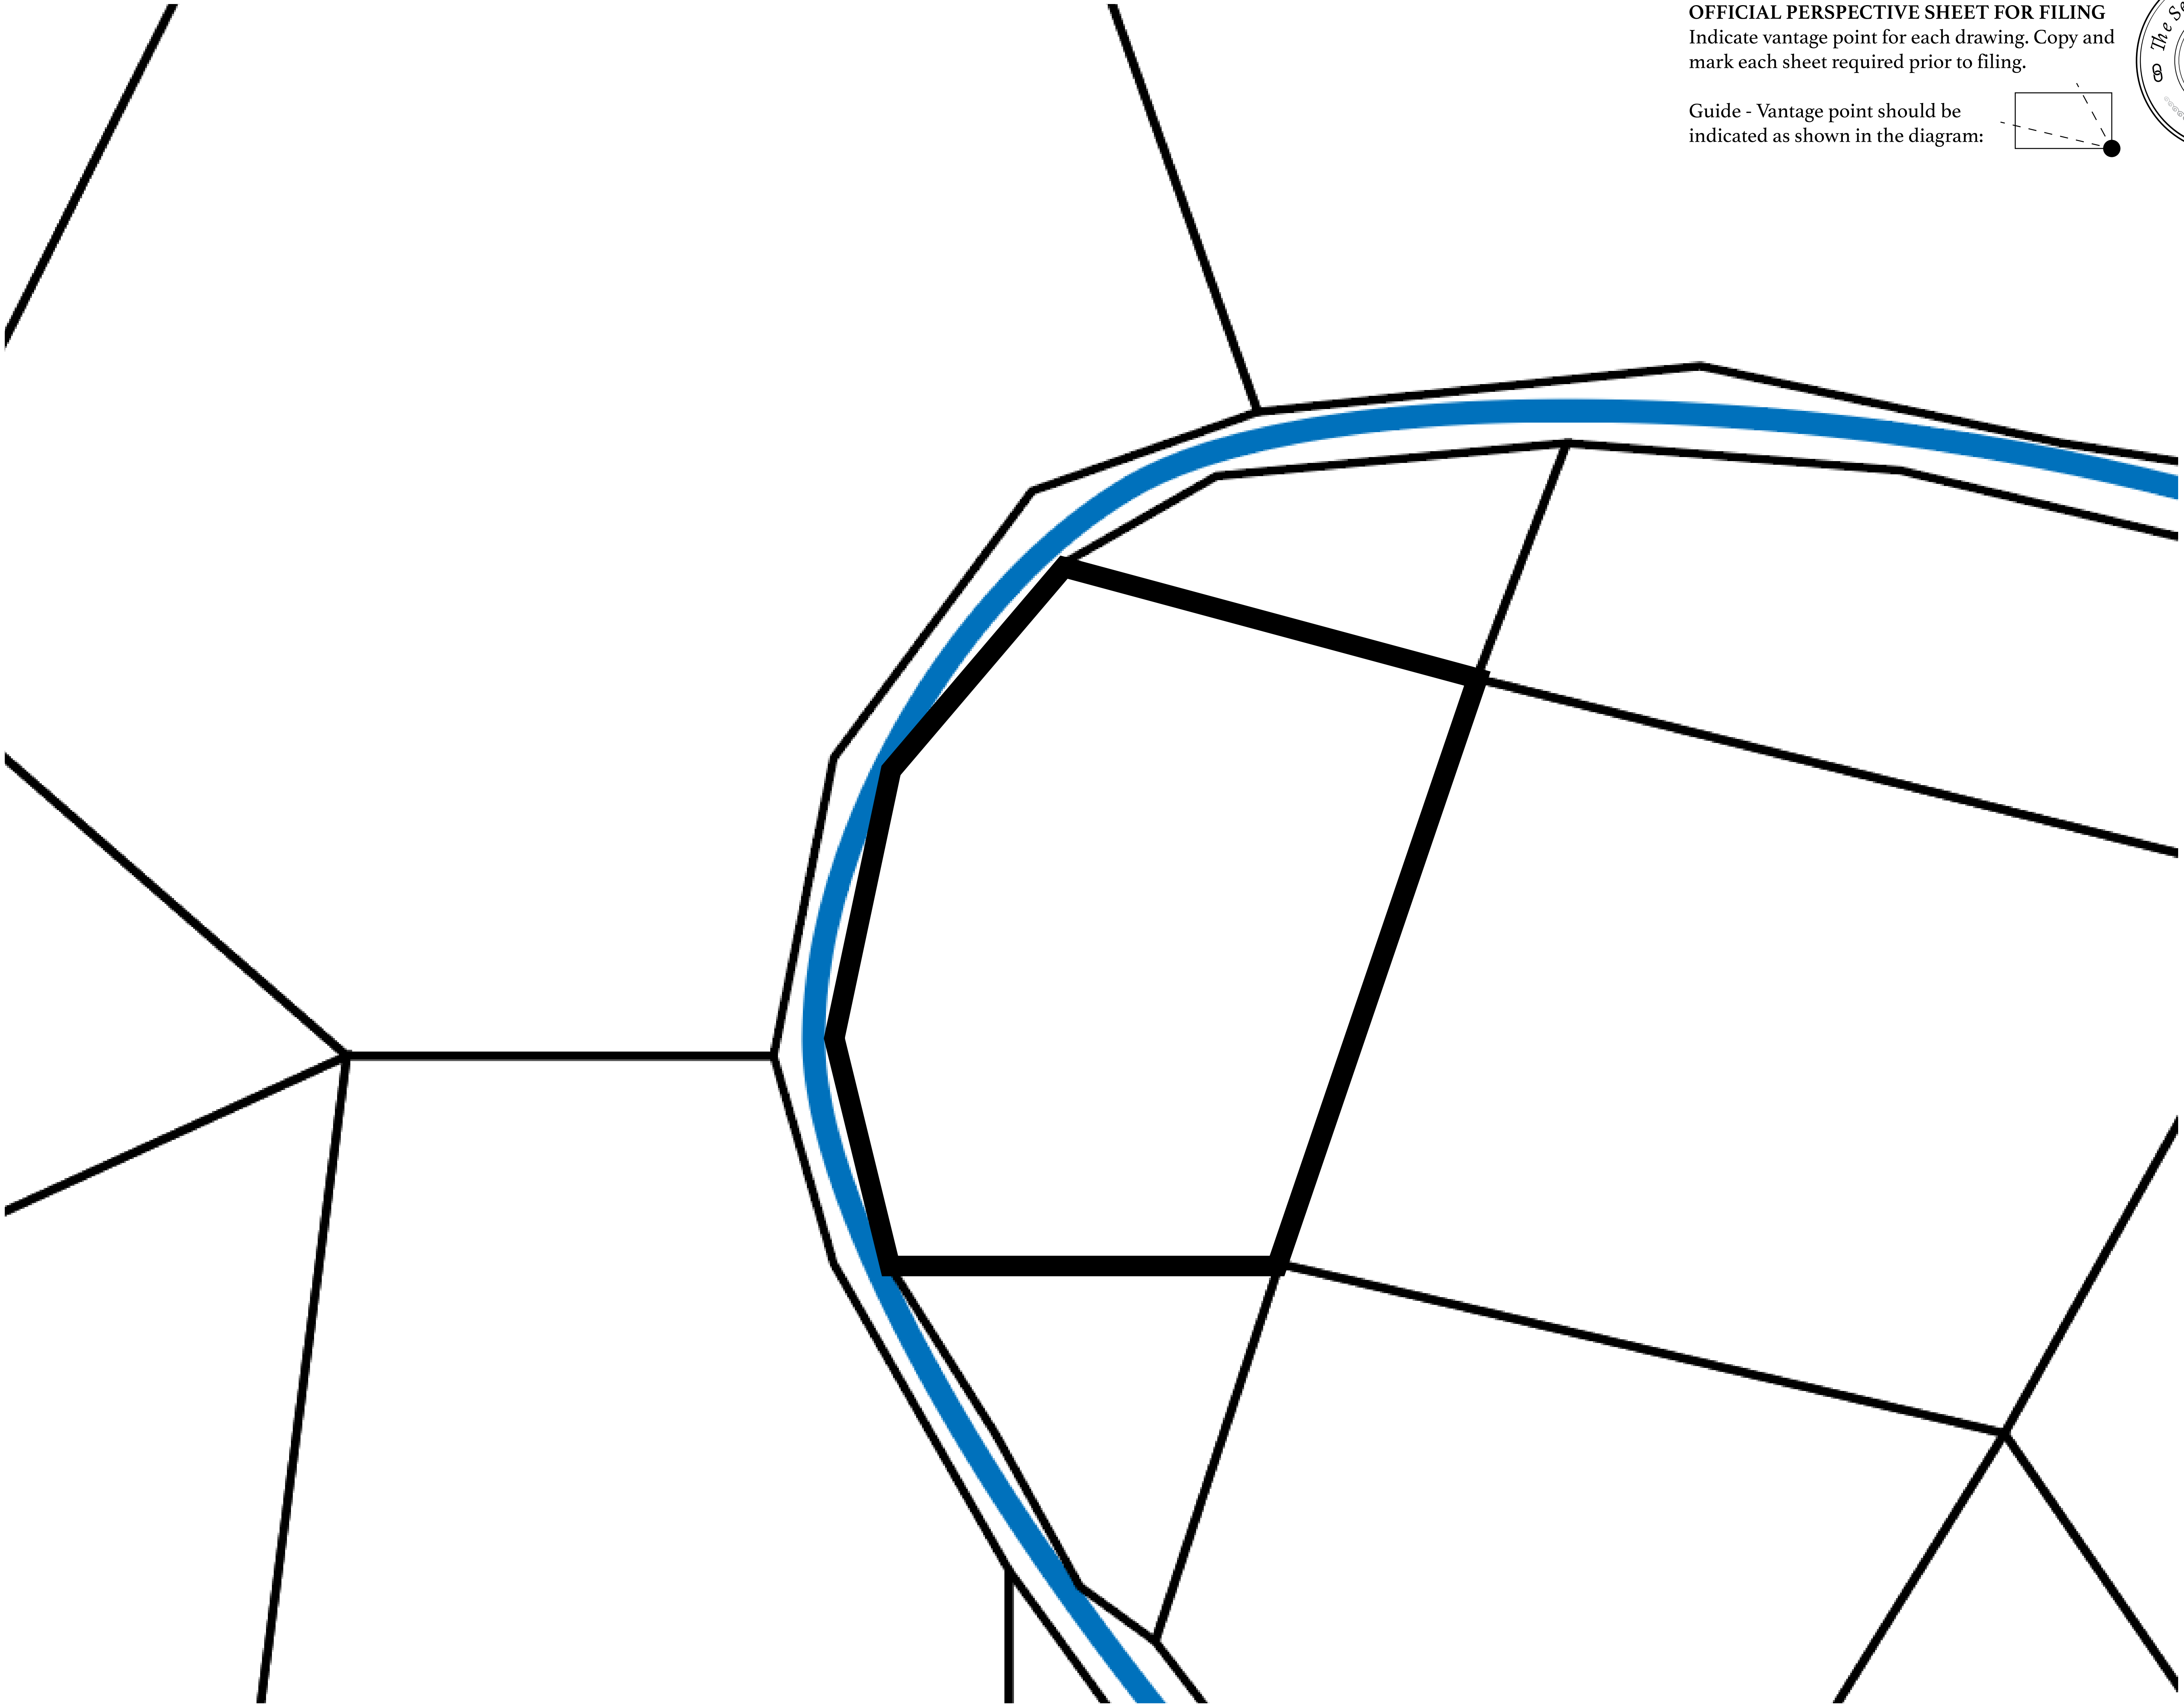 OFFICIAL PERSPECTIVE SHEET FOR FILING
Indicate vantage point for each drawing. Copy and
mark each sheet required prior to filing.
Guide - Vantage point should be
indicated as shown in the diagram:
The